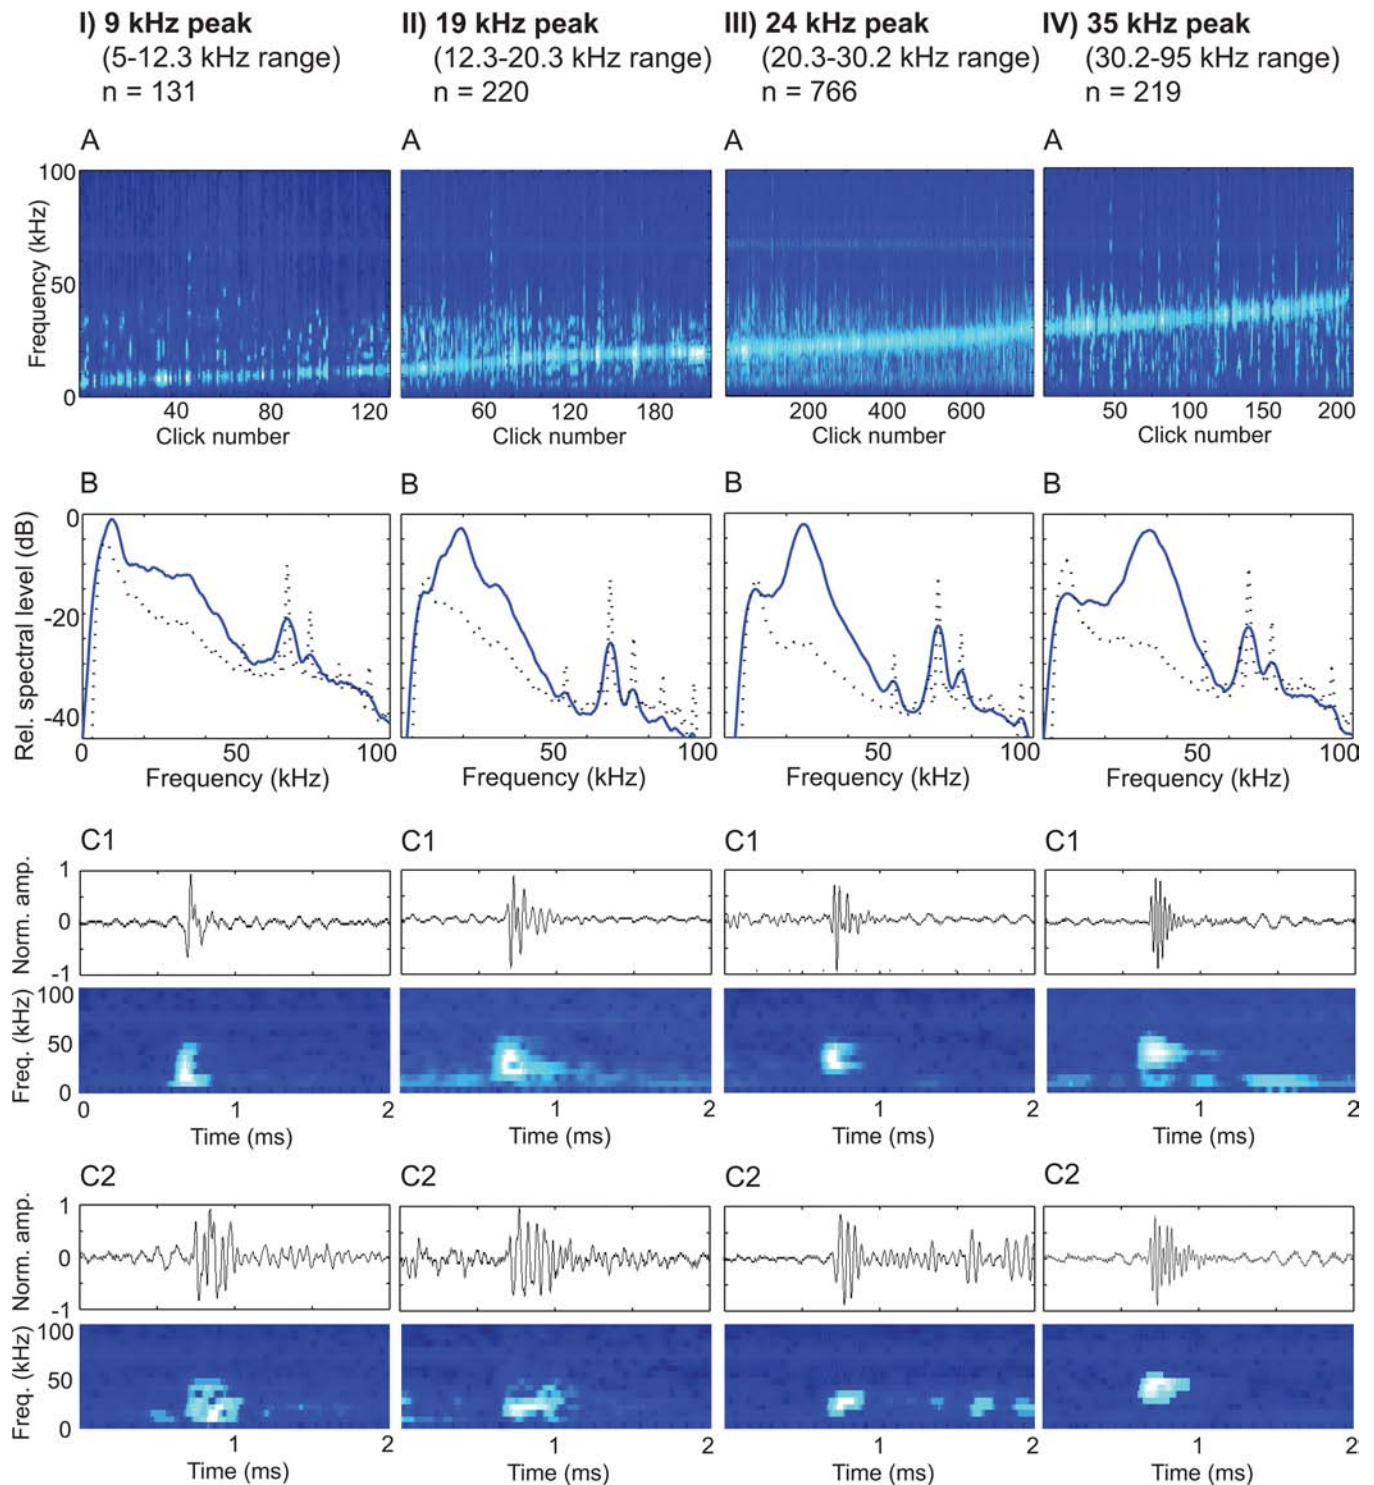 I) 9 kHz peak
(5-12.3 kHz range)
n = 131
II) 19 kHz peak
(12.3-20.3 kHz range)
n = 220
III) 24 kHz peak
(20.3-30.2 kHz range)
n = 766
IV) 35 kHz peak
(30.2-95 kHz range)
n = 219
A A A A
Frequency (kHz)
100
50
0
40 80 120
60 120 180
200 400 600
50 100 150 200
Click number Click number Click number Click number
B B B B
Rel. spectral level (dB)
0
-20
-40
0 50 100
50 100
50 100
50 100
Frequency (kHz) Frequency (kHz) Frequency (kHz) Frequency (kHz)
C1 C1 C1 C1
Norm. amp.
1
0
-1
Freq. (kHz)
100
50
0
0 1 2
1 2
1 2
1 2
Time (ms) Time (ms) Time (ms) Time (ms)
C2 C2 C2 C2
Norm. amp.
1
0
-1
Freq. (kHz)
100
50
0
1 2
1 2
1 2
1 2
Time (ms) Time (ms) Time (ms) Time (ms)